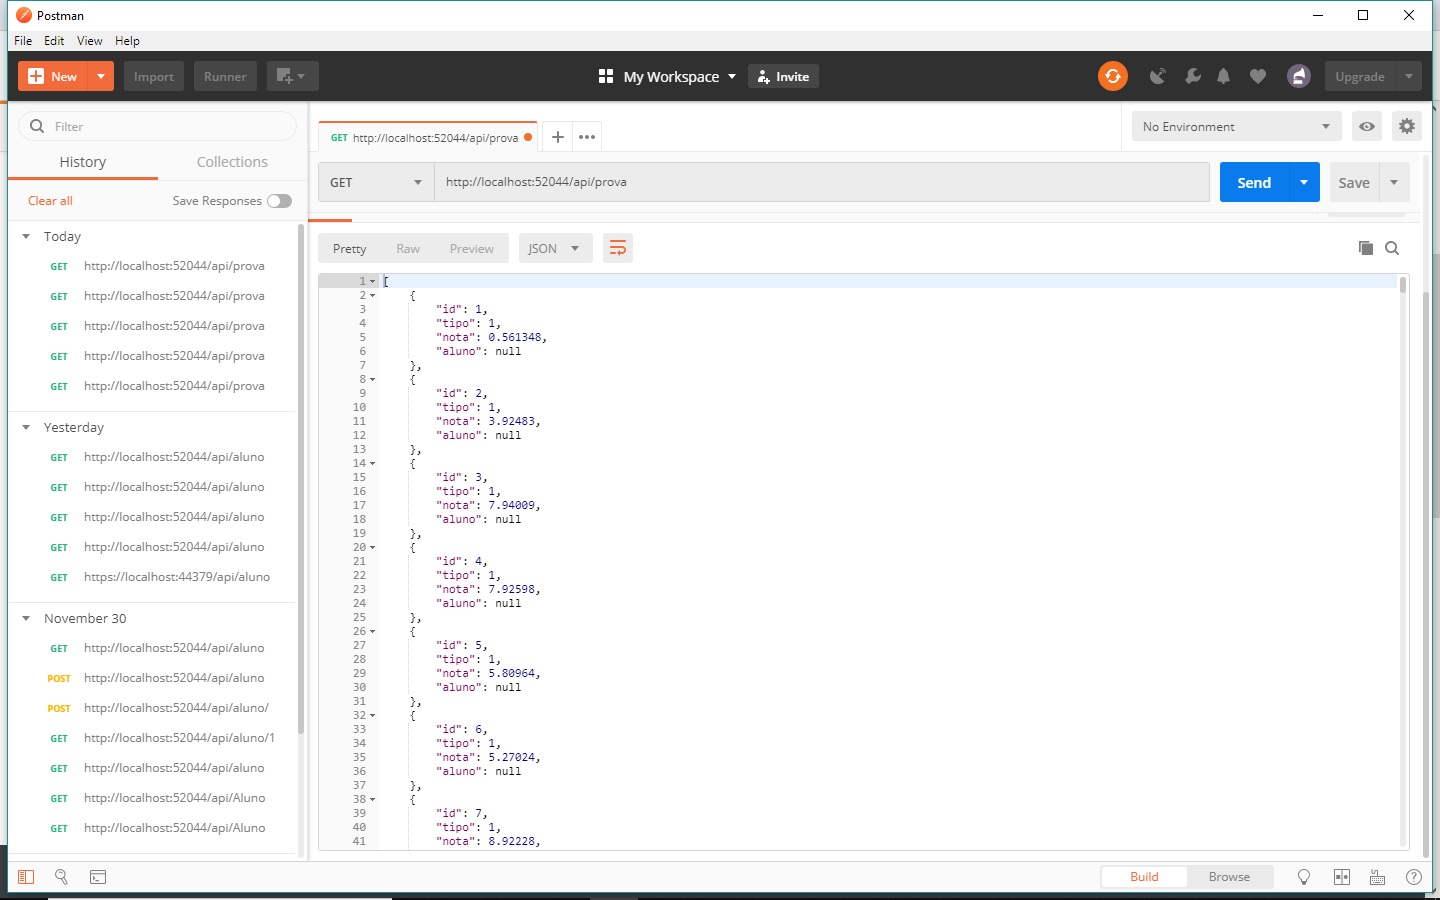 Postman
File Edit View Help
New Import Runner My Workspace Invite Upgrade
Filter
History Collections
Clear all Save Responses
Today
GET http://localhost:52044/api/prova
GET http://localhost:52044/api/prova
GET http://localhost:52044/api/prova
GET http://localhost:52044/api/prova
GET http://localhost:52044/api/prova
Yesterday
GET http://localhost:52044/api/aluno
GET http://localhost:52044/api/aluno
GET http://localhost:52044/api/aluno
GET http://localhost:52044/api/aluno
GET https://localhost:44379/api/aluno
November 30
GET http://localhost:52044/api/aluno
POST http://localhost:52044/api/aluno
POST http://localhost:52044/api/aluno/
GET http://localhost:52044/api/aluno/1
GET http://localhost:52044/api/aluno
GET http://localhost:52044/api/Aluno
GET http://localhost:52044/api/Aluno
GET http://localhost:52044/api/prova + •••
No Environment
GET http://localhost:52044/api/prova Send Save
Pretty Raw Preview JSON
1 [
2 {
3 "id": 1,
4 "tipo": 1,
5 "nota": 0.561348,
6 "aluno": null
7 },
8 {
9 "id": 2,
10 "tipo": 1,
11 "nota": 3.92483,
12 "aluno": null
13 },
14 {
15 "id": 3,
16 "tipo": 1,
17 "nota": 7.94009,
18 "aluno": null
19 },
20 {
21 "id": 4,
22 "tipo": 1,
23 "nota": 7.92598,
24 "aluno": null
25 },
26 {
27 "id": 5,
28 "tipo": 1,
29 "nota": 5.80964,
30 "aluno": null
31 },
32 {
33 "id": 6,
34 "tipo": 1,
35 "nota": 5.27024,
36 "aluno": null
37 },
38 {
39 "id": 7,
40 "tipo": 1,
41 "nota": 8.92228,
Build Browse